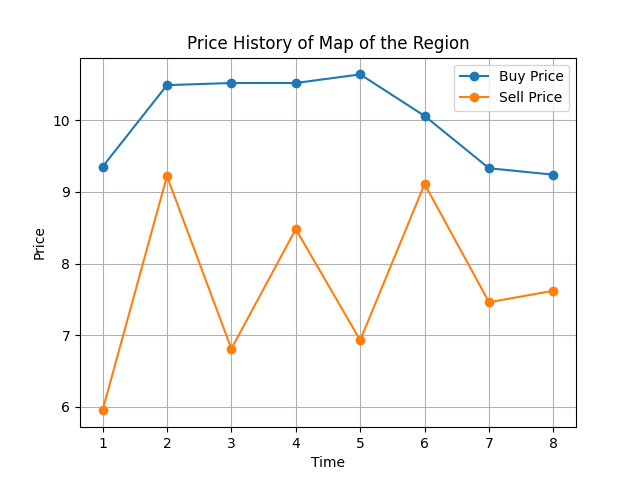 Price History of Map of the Region
Buy Price
Sell Price
Price
10
9
8
7
6
1 2 3 4 5 6 7 8
Time